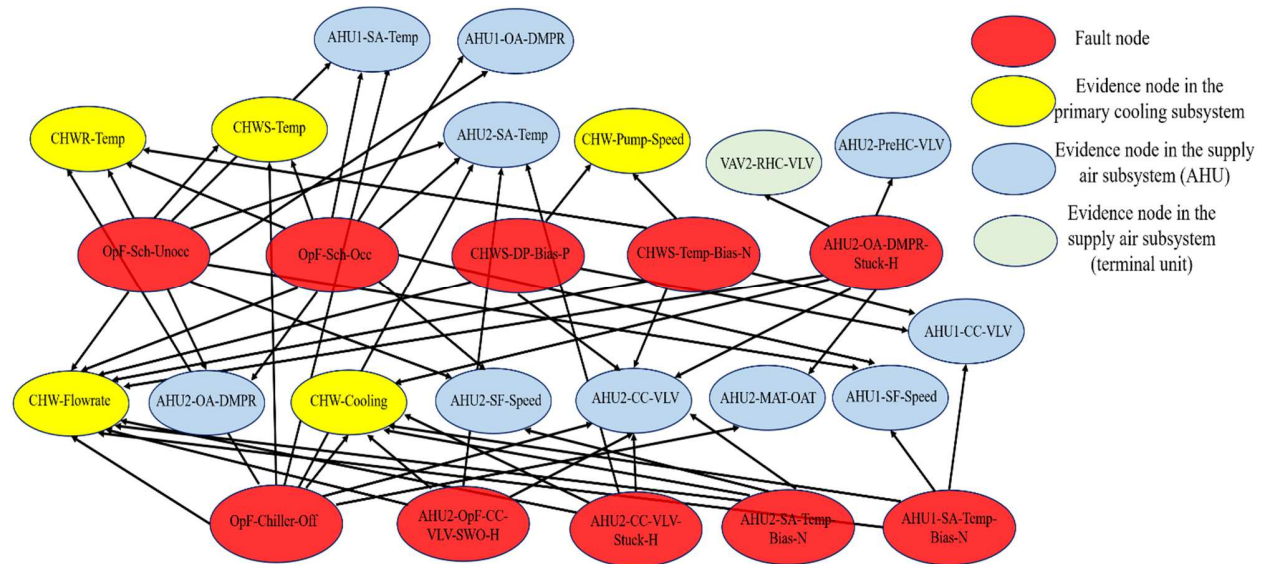 AHU1-SA-Temp
AHU1-OA-DMPR
Fault node
CHWR-Temp
CHWS-Temp
AHU2-SA-Temp
CHW-Pump-Speed
VAV2-RHC-VLV
AHU2-PreHC-VLV
Evidence node in the
primary cooling subsystem
Evidence node in the supply
air subsystem (AHU)
Evidence node in the
supply air subsystem
(terminal unit)
OpF-Sch-Unocc
OpF-Sch-Occ
CHWS-DP-Bias-P
CHWS-Temp-Bias-N
AHU2-OA-DMPR-
Stuck-H
AHU1-CC-VLV
CHW-Flowrate
AHU2-OA-DMPR
CHW-Cooling
AHU2-SF-Speed
AHU2-CC-VLV
AHU2-MAT-OAT
AHU1-SF-Speed
OpF-Chiller-Off
AHU2-OpF-CC-
VLV-SWO-H
AHU2-CC-VLV-
Stuck-H
AHU2-SA-Temp-
Bias-N
AHU1-SA-Temp-
Bias-N